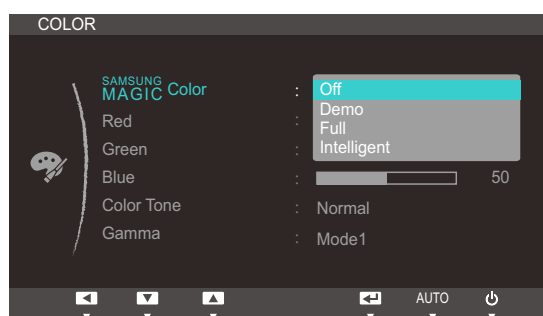 COLOR
SAMSUNG
MAGIC Color : Off
Demo
Red :
Full
Green : Intelligent
Blue : 50
Color Tone : Normal
Gamma : Mode1
AUTO